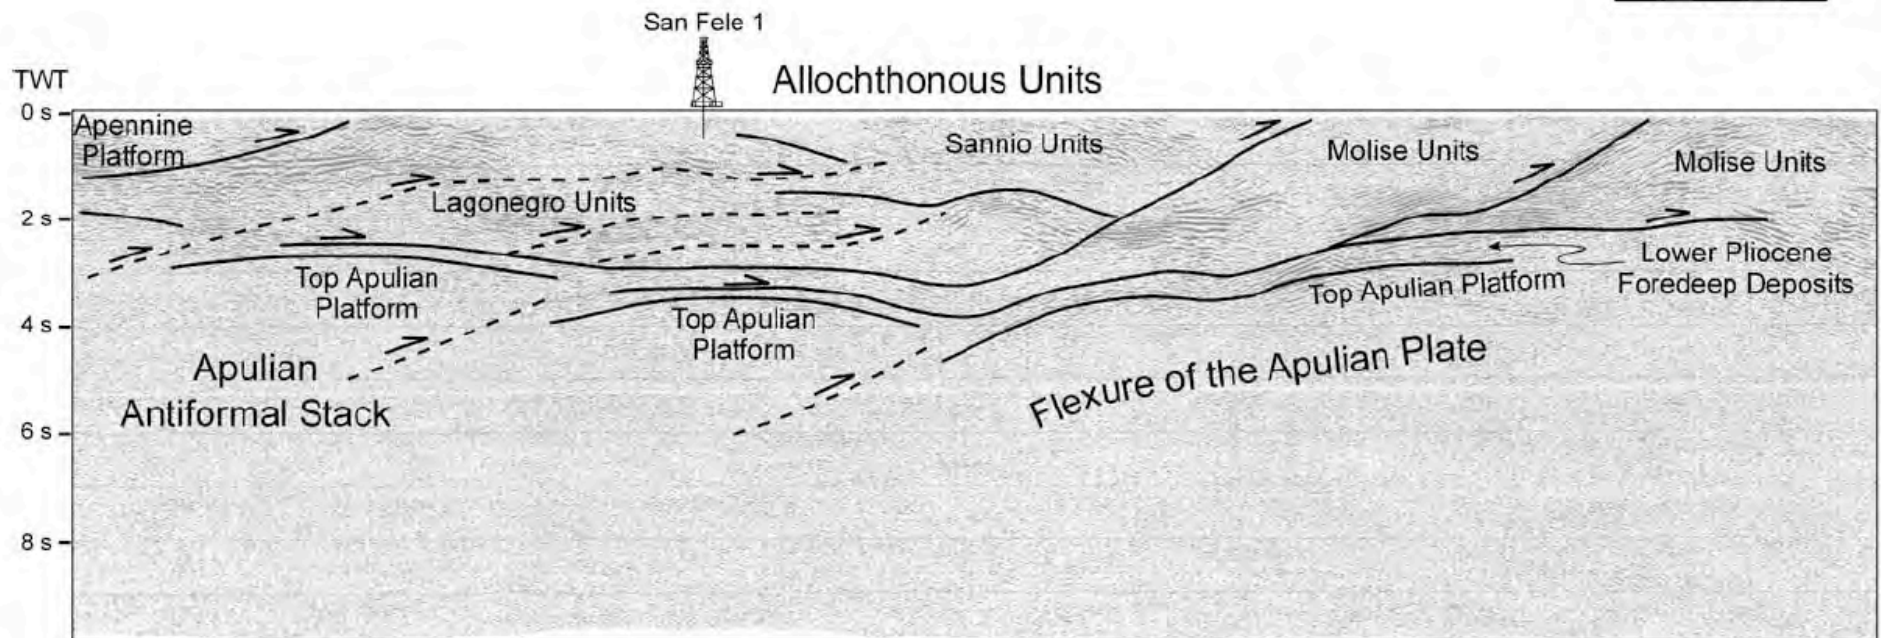 San Fele 1
TWT
Allochthonous Units
0 s
Apennine
Platform
Sannio Units
Molise Units
Molise Units
Lagonegro Units
2 s
Top Apulian
Platform
Lower Pliocene
Foredeep Deposits
Top Apulian Platform
4 s
Top Apulian
Platform
Apulian
Antiformal Stack
Flexure of the Apulian Plate
6 s
8 s